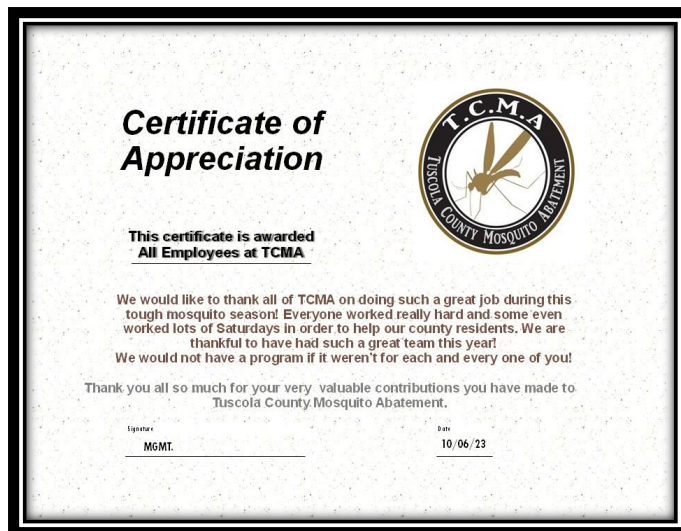 Certificate of
Appreciation
T.C.M.A
TUSCOLA COUNTY MOSQUITO ABATEMENT
This certificate is awarded
All Employees at TCMA
We would like to thank all of TCMA on doing such a great job during this
tough mosquito season! Everyone worked really hard and some even
worked lots of Saturdays in order to help our county residents. We are
thankful to have had such a great team this year!
We would not have a program if it weren't for each and every one of you!
Thank you all so much for your very valuable contributions you have made to
Tuscola County Mosquito Abatement.
Signature
Date
MGMT.
10/06/23